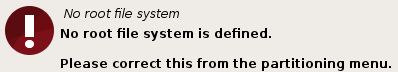 No root file system
No root file system is defined.
Please correct this from the partitioning menu.